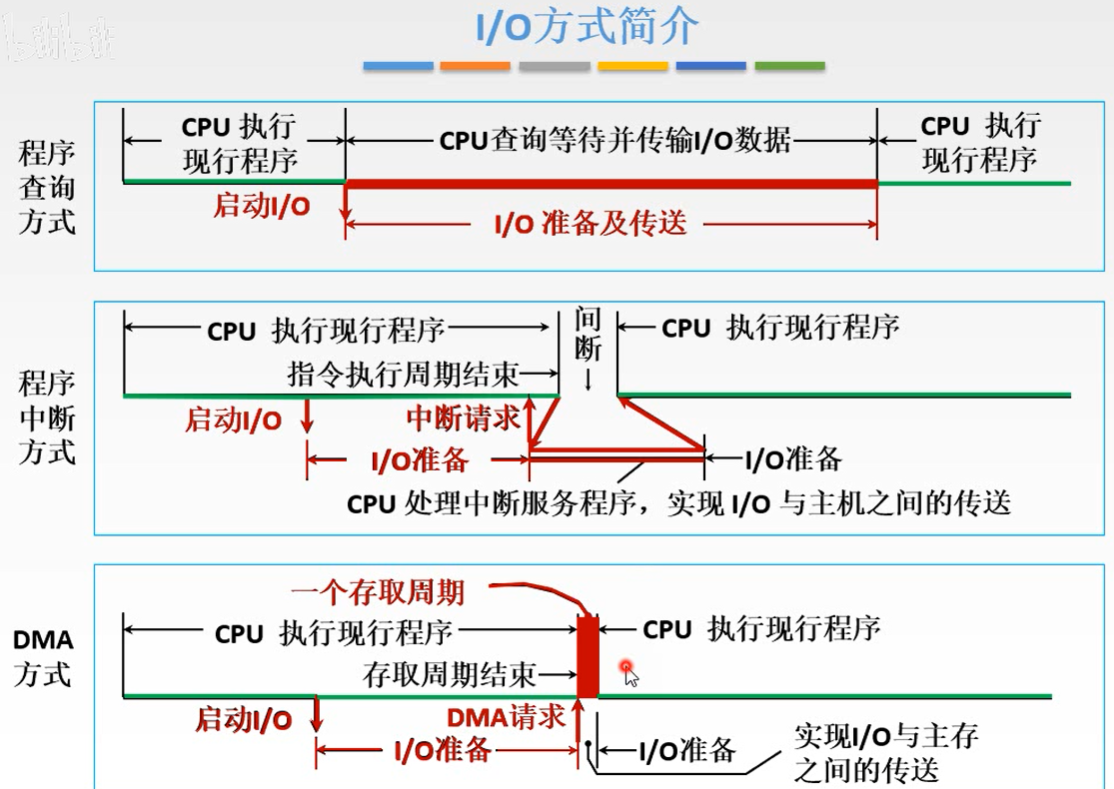 I/O方式简介
程序
查询
方式
CPU 执行
现行程序
CPU查询等待并传输I/O数据
CPU 执行
现行程序
启动I/O
I/O 准备及传送
程序
中断
方式
CPU 执行现行程序
间
断
CPU 执行现行程序
指令执行周期结束
启动I/O
中断请求
I/O准备
I/O准备
CPU 处理中断服务程序，实现 I/O 与主机之间的传送
DMA
方式
一个存取周期
CPU 执行现行程序
CPU 执行现行程序
存取周期结束
启动I/O
DMA请求
I/O准备
I/O准备
实现I/O与主存
之间的传送